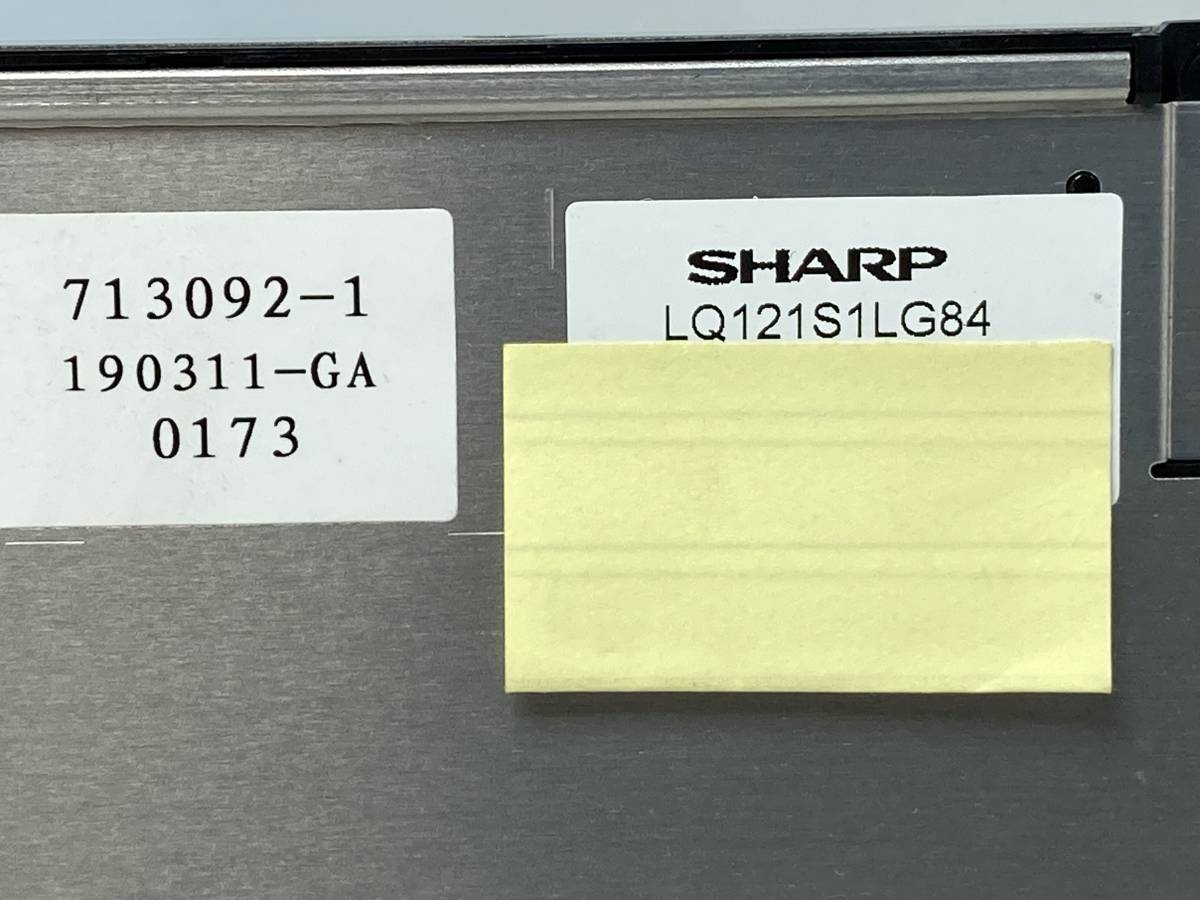 713092-1
190311-GA
0173
SHARP
LQ121S1LG84